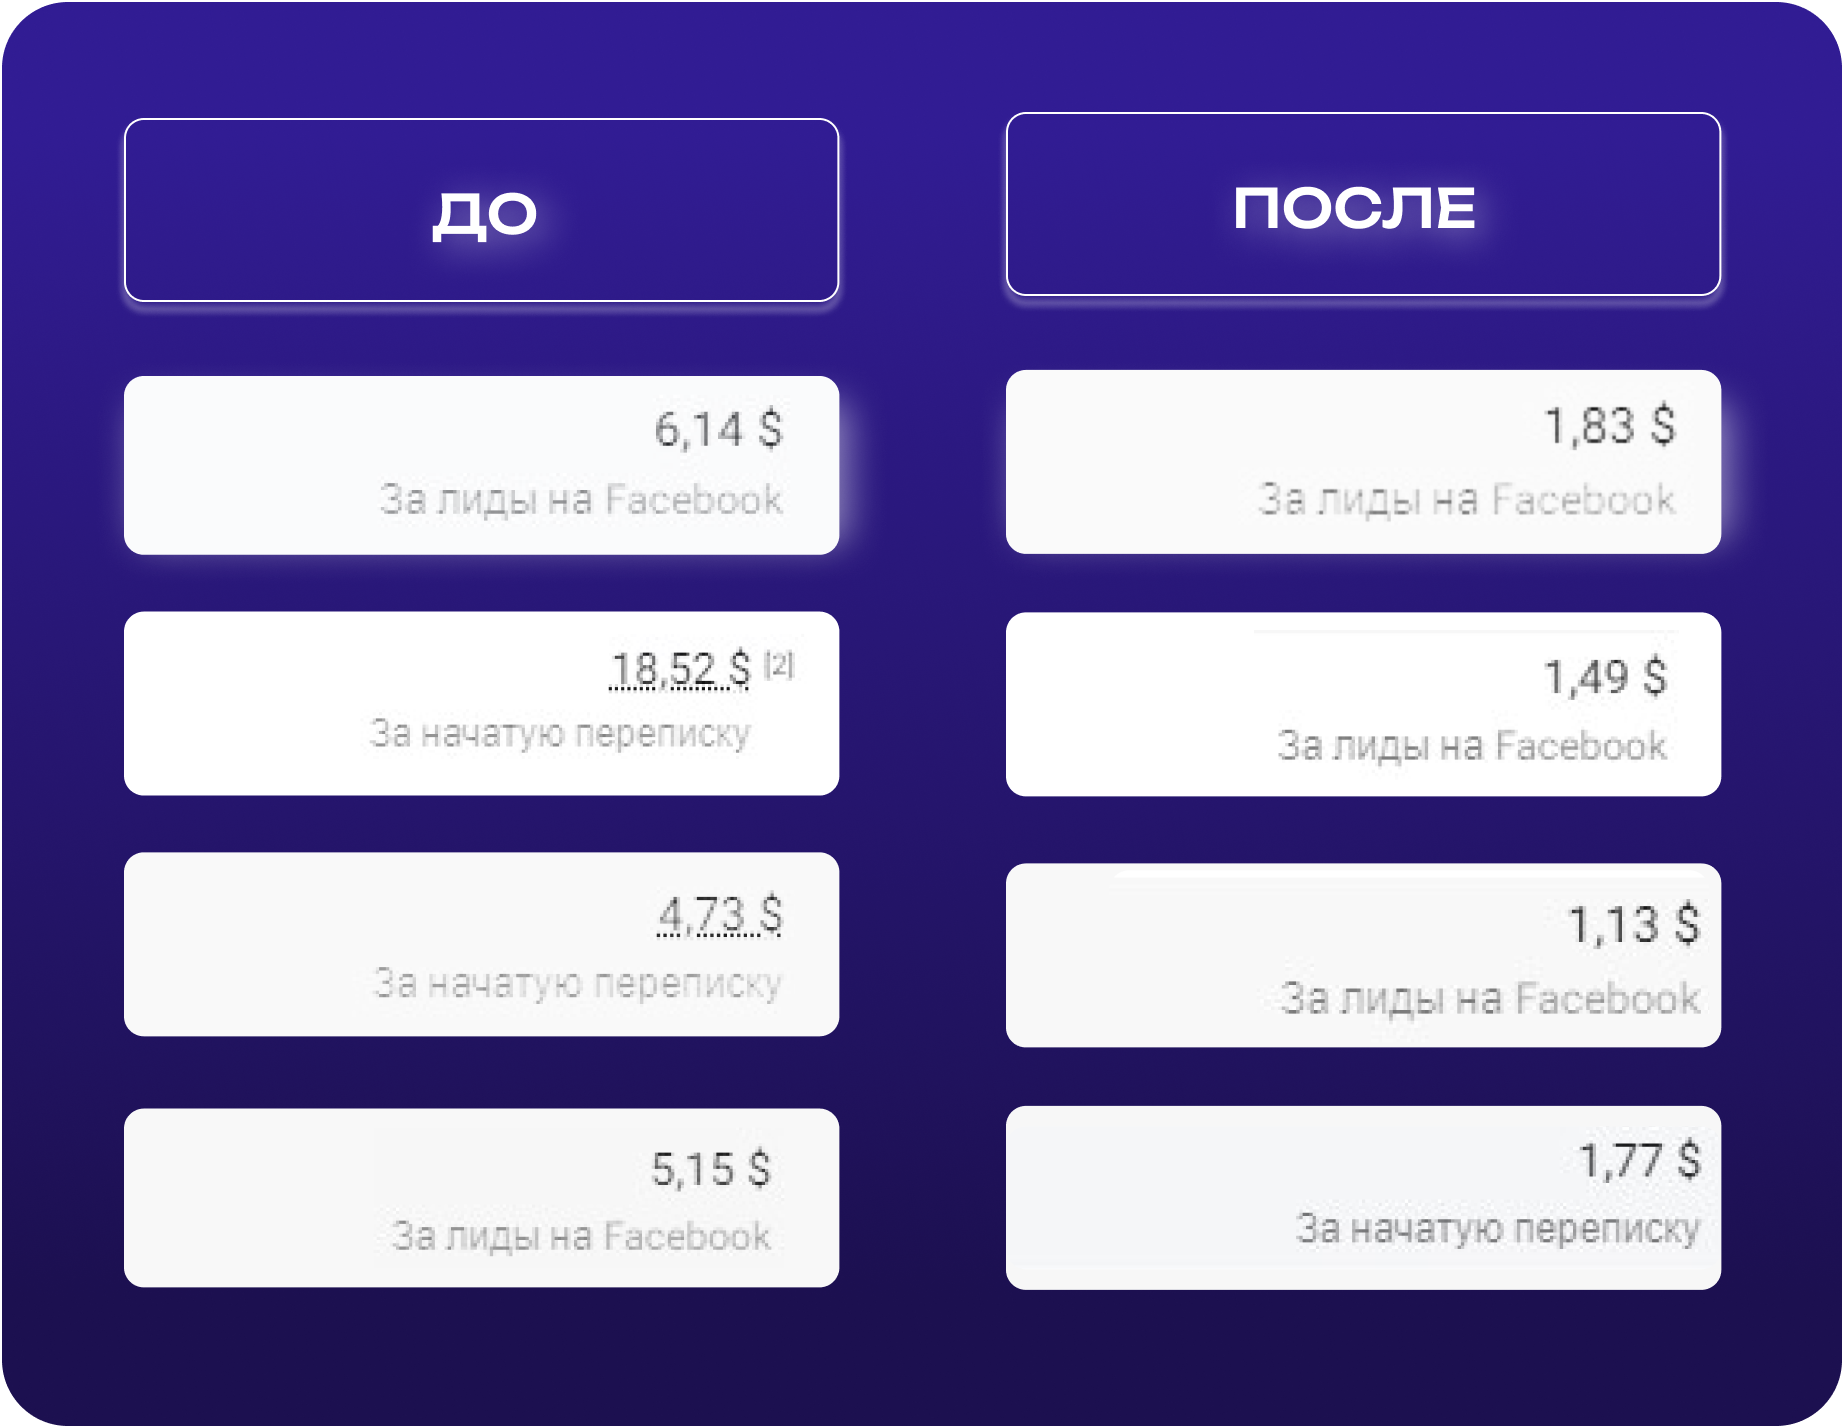 ДО
6,14 $
За лиды на Facebook
18,52 $ [2]
За начатую переписку
4,73 $
За начатую переписку
5,15 $
За лиды на Facebook
ПОСЛЕ
1,83 $
За лиды на Facebook
1,49 $
За лиды на Facebook
1,13 $
За лиды на Facebook
1,77 $
За начатую переписку